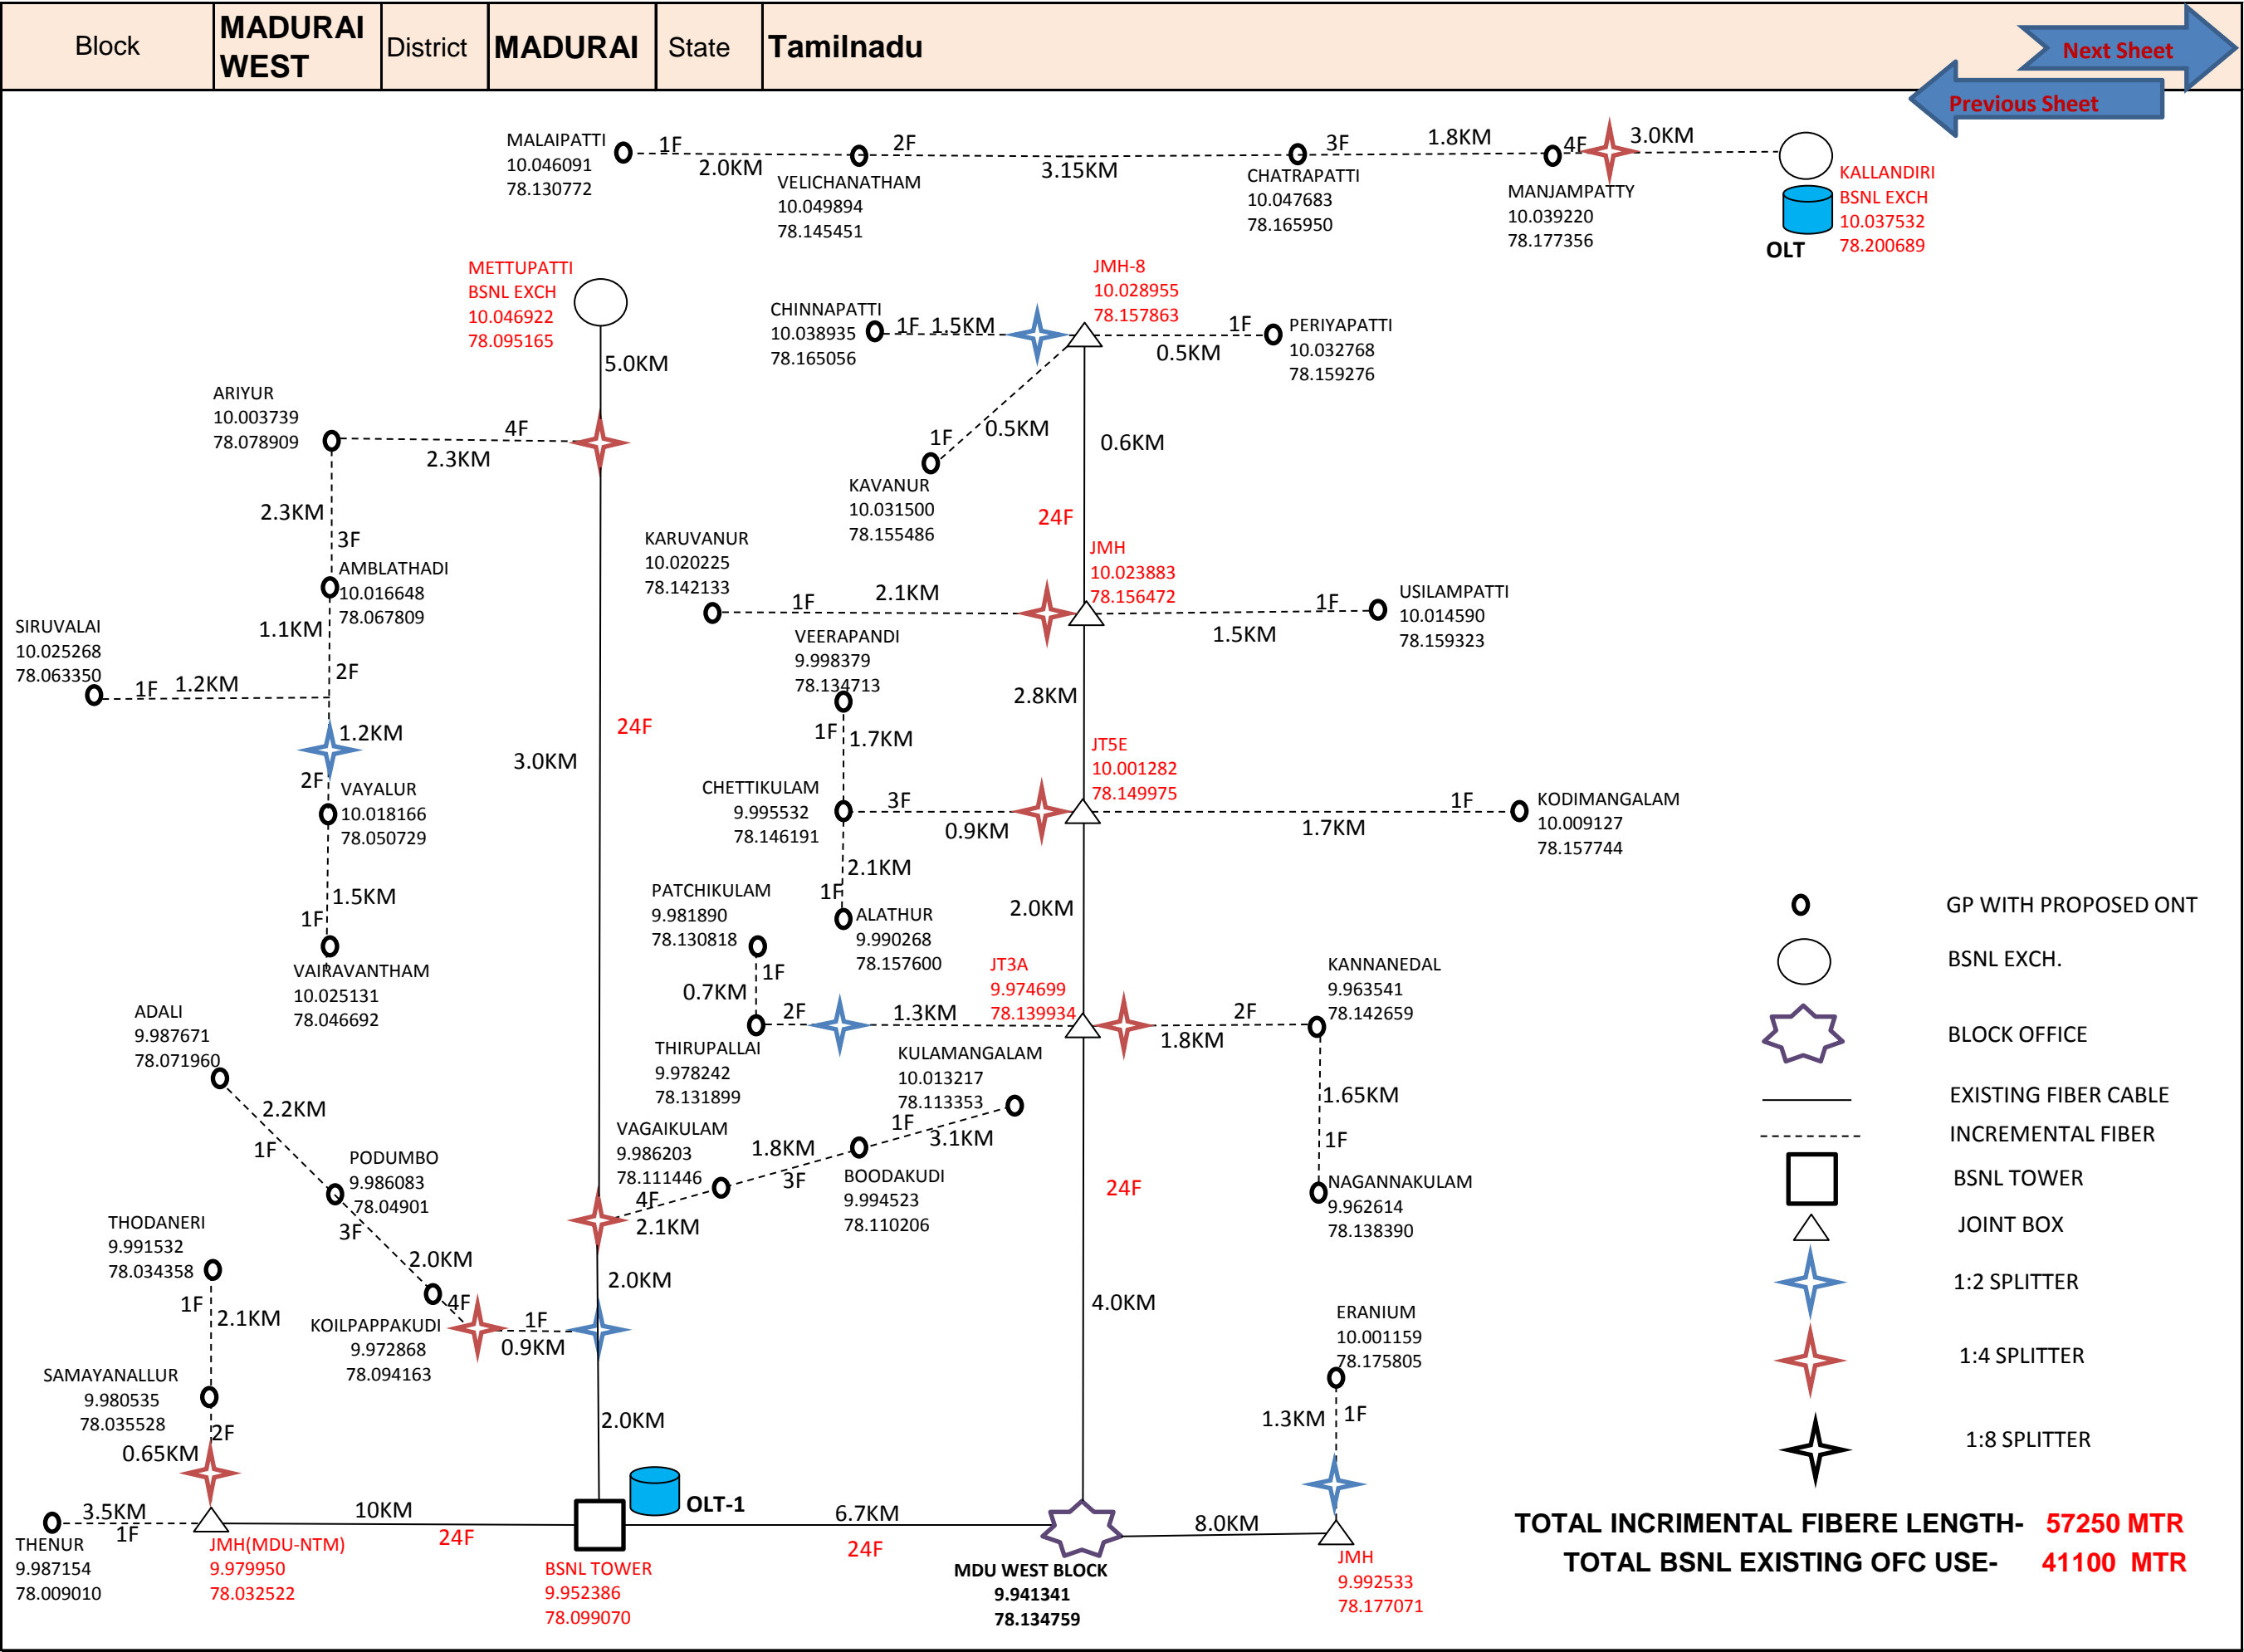 Block
MADURAI
WEST
District
MADURAI
State
Tamilnadu
Next Sheet
Previous Sheet
MALAIPATTI
10.046091
78.130772
1F
2.0KM
VELICHANATHAM
10.049894
78.145451
2F
3.15KM
CHATRAPATTI
10.047683
78.165950
3F
1.8KM
MANJAMPATTY
10.039220
78.177356
4F
3.0KM
KALLANDIRI
BSNL EXCH
10.037532
78.200689
OLT
METTUPATTI
BSNL EXCH
10.046922
78.095165
5.0KM
CHINNAPATTI
10.038935
78.165056
1F
1.5KM
JMH-8
10.028955
78.157863
1F
0.5KM
PERIYAPATTI
10.032768
78.159276
ARIYUR
10.003739
78.078909
4F
2.3KM
1F
0.5KM
KAVANUR
10.031500
78.155486
0.6KM
24F
2.3KM
3F
AMBLATHADI
10.016648
78.067809
KARUVANUR
10.020225
78.142133
1F
2.1KM
JMH
10.023883
78.156472
1F
1.5KM
USILAMPATTI
10.014590
78.159323
SIRUVALAI
10.025268
78.063350
1F
1.2KM
1.1KM
2F
1.2KM
2F
VAYALUR
10.018166
78.050729
1.5KM
1F
VAIRAVANTHAM
10.025131
78.046692
24F
3.0KM
VEERAPANDI
9.998379
78.134713
1F
1.7KM
2.8KM
CHETTIKULAM
9.995532
78.146191
3F
0.9KM
JT5E
10.001282
78.149975
1F
1.7KM
KODIMANGALAM
10.009127
78.157744
2.1KM
1F
ALATHUR
9.990268
78.157600
2.0KM
PATCHIKULAM
9.981890
78.130818
1F
0.7KM
2F
1.3KM
THIRUPALLAI
9.978242
78.131899
JT3A
9.974699
78.139934
2F
1.8KM
KANNANEDAL
9.963541
78.142659
1.65KM
1F
NAGANNAKULAM
9.962614
78.138390
ADALI
9.987671
78.071960
2.2KM
1F
PODUMBO
9.986083
78.04901
3F
2.0KM
4F
KOILPAPPAKUDI
9.972868
78.094163
1F
0.9KM
KULAMANGALAM
10.013217
78.113353
1F
3.1KM
VAGAIKULAM
9.986203
78.111446
1.8KM
3F
BOODAKUDI
9.994523
78.110206
4F
2.1KM
2.0KM
2.0KM
24F
4.0KM
THODANERI
9.991532
78.034358
1F
2.1KM
SAMAYANALLUR
9.980535
78.035528
2F
0.65KM
3.5KM
1F
THENUR
9.987154
78.009010
JMH(MDU-NTM)
9.979950
78.032522
10KM
24F
OLT-1
BSNL TOWER
9.952386
78.099070
6.7KM
24F
MDU WEST BLOCK
9.941341
78.134759
8.0KM
ERANIUM
10.001159
78.175805
1.3KM
1F
JMH
9.992533
78.177071
GP WITH PROPOSED ONT
BSNL EXCH.
BLOCK OFFICE
EXISTING FIBER CABLE
INCREMENTAL FIBER
BSNL TOWER
JOINT BOX
1:2 SPLITTER
1:4 SPLITTER
1:8 SPLITTER
TOTAL INCRIMENTAL FIBERE LENGTH- 57250 MTR
TOTAL BSNL EXISTING OFC USE- 41100 MTR